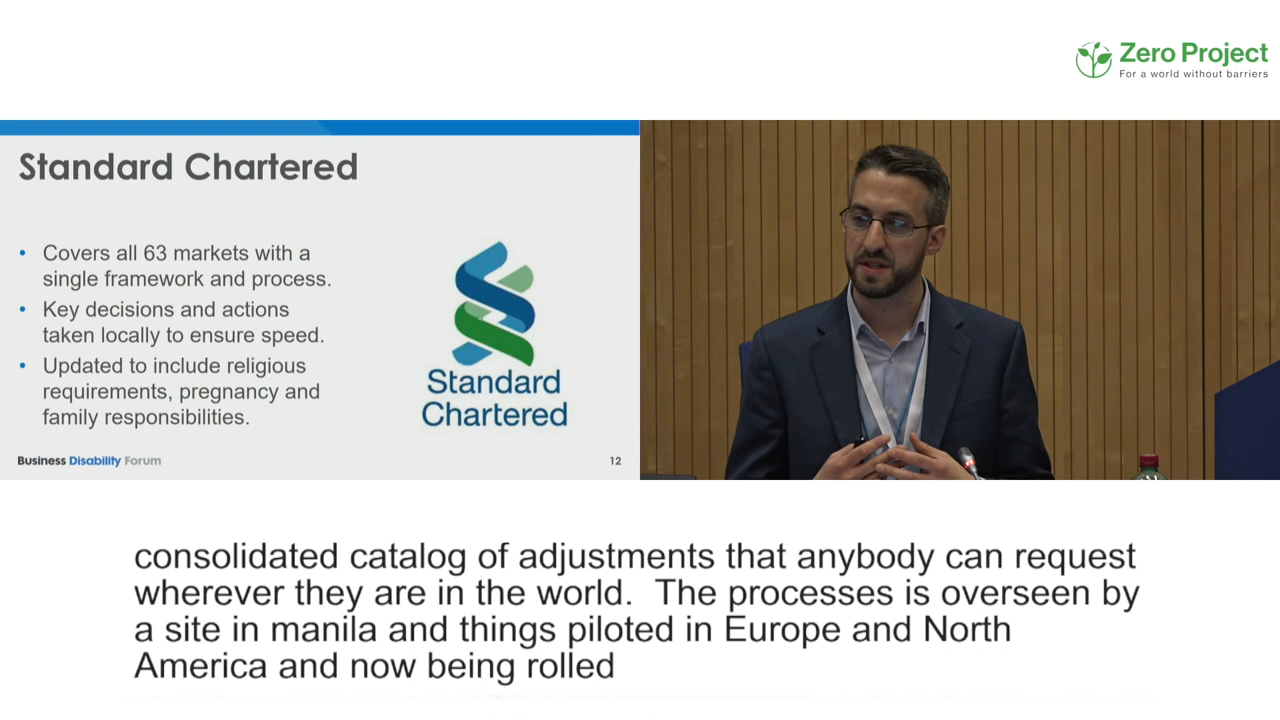 Zero Project
For a world without barriers
Standard Chartered
• Covers all 63 markets with a
single framework and process.
• Key decisions and actions
taken locally to ensure speed.
• Updated to include religious
requirements, pregnancy and
family responsibilities.
Standard
Chartered
Business Disability Forum
12
consolidated catalog of adjustments that anybody can request
wherever they are in the world.  The processes is overseen by
a site in manila and things piloted in Europe and North
America and now being rolled